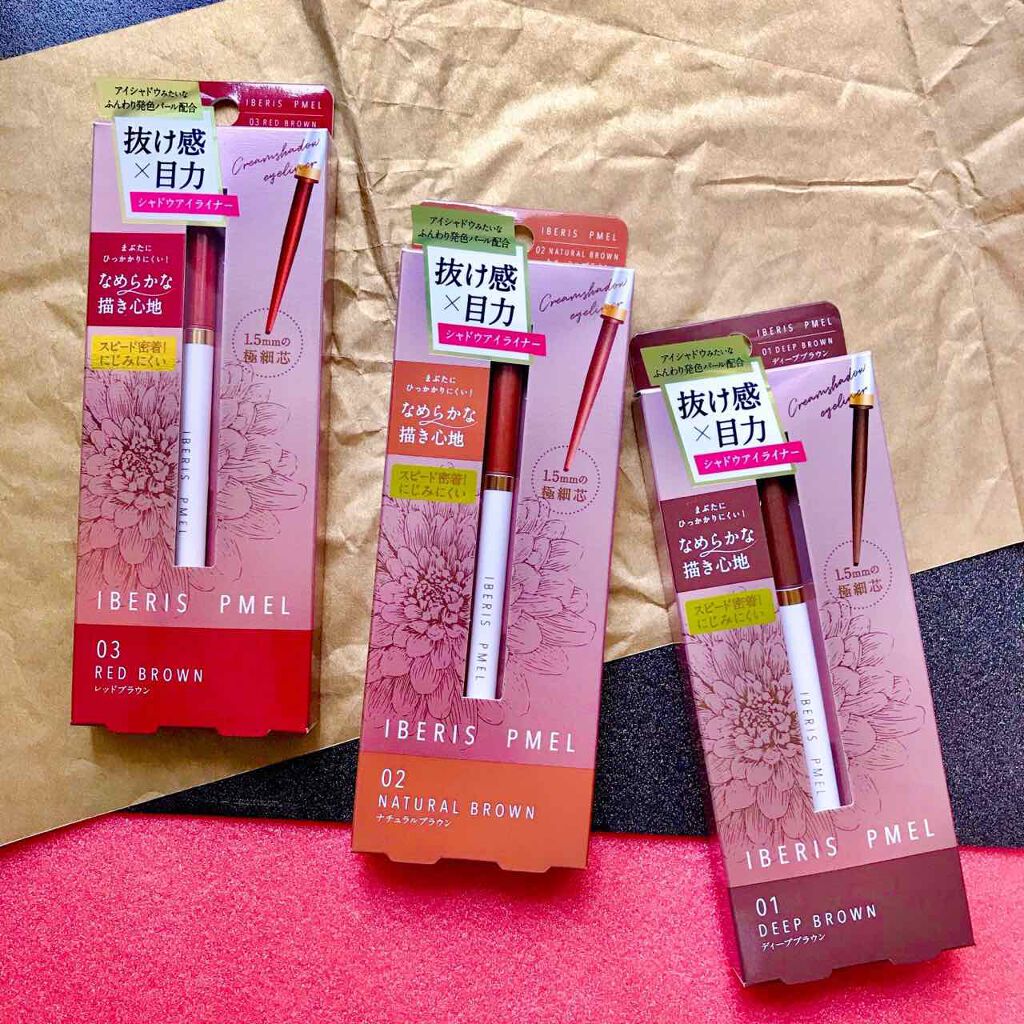 アイシャドウみたいな
ふんわり発色パール配合
抜け感
×目力
シャドウアイライナー
IBERIS PMEL
03 RED BROWN
Creamshadow
eyeliner
まぶたに
ひっかかりにくい！
なめらかな
描き心地
スピード密着！
にじみにくい
1.5mmの
極細芯
IBERIS PMEL
IBERIS PMEL
03
RED BROWN
レッドブラウン
アイシャドウみたいな
ふんわり発色パール配合
抜け感
×目力
シャドウアイライナー
IBERIS PMEL
02 NATURAL BROWN
Creamshadow
eyeliner
まぶたに
ひっかかりにくい！
なめらかな
描き心地
スピード密着！
にじみにくい
1.5mmの
極細芯
IBERIS PMEL
IBERIS PMEL
02
NATURAL BROWN
ナチュラルブラウン
アイシャドウみたいな
ふんわり発色パール配合
抜け感
×目力
シャドウアイライナー
IBERIS PMEL
01 DEEP BROWN
ディープブラウン
Creamshadow
eyeliner
まぶたに
ひっかかりにくい！
なめらかな
描き心地
スピード密着！
にじみにくい
1.5mmの
極細芯
IBERIS PMEL
IBERIS PMEL
01
DEEP BROWN
ディープブラウン